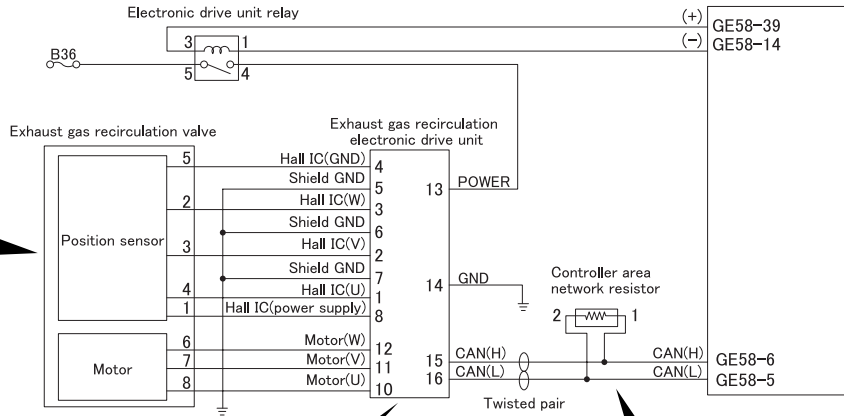 Electronic drive unit relay
(+)
GE58-39
3
1
(-)
GE58-14
B36
5
4
Exhaust gas recirculation valve
Exhaust gas recirculation
electronic drive unit
5
Hall IC(GND)
4
Shield GND
5
13
POWER
2
Hall IC(W)
3
Shield GND
6
Position sensor
3
Hall IC(V)
2
Shield GND
7
14
GND
Controller area
network resistor
4
Hall IC(U)
1
1
Hall IC(power supply)
8
2
1
6
Motor(W)
12
Motor
7
Motor(V)
11
15
CAN(H)
CAN(H)
GE58-6
8
Motor(U)
10
16
CAN(L)
CAN(L)
GE58-5
Twisted pair